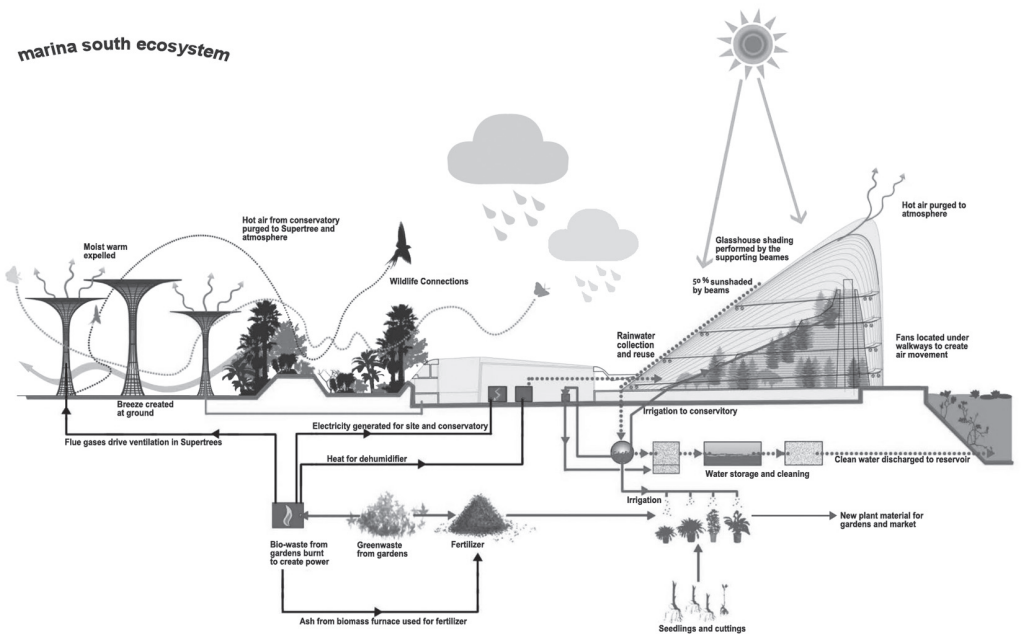 marina south ecosystem
Hot air purged to
atmosphere
Hot air from conservatory
purged to Supertree and
atmosphere
Moist warm
expelled
Wildlife Connections
Glasshouse shading
performed by the
supporting beames
50 % sunshaded
by beams
Rainwater
collection
and reuse
Fans located under
walkways to create
air movement
Breeze created
at ground
Irrigation to conservitory
Electricity generated for site and conservatory
Flue gases drive ventilation in Supertrees
Heat for dehumidifier
Clean water discharged to reservoir
Water storage and cleaning
Irrigation
New plant material for
gardens and market
Bio-waste from
gardens burnt
to create power
Greenwaste
from gardens
Fertilizer
Ash from biomass furnace used for fertilizer
Seedlings and cuttings